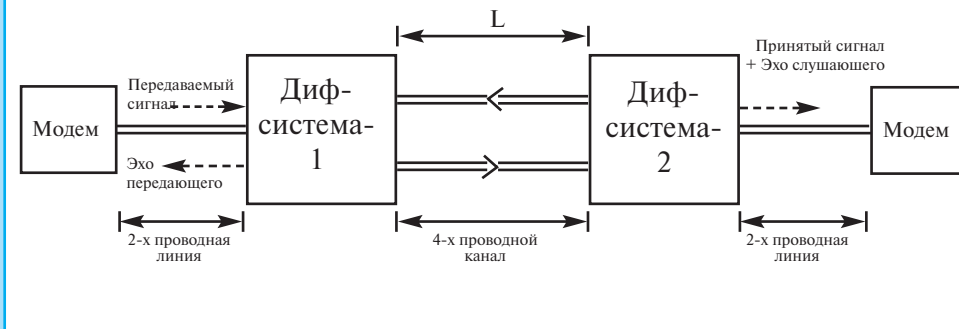 L
Принятый сигнал
+ Эхо слушаюшего
Передаваемый
сигнал
Диф-
система-
1
Диф-
система-
2
Модем
Модем
Эхо
передающего
2-х проводная
линия
4-х проводной
канал
2-х проводная
линия